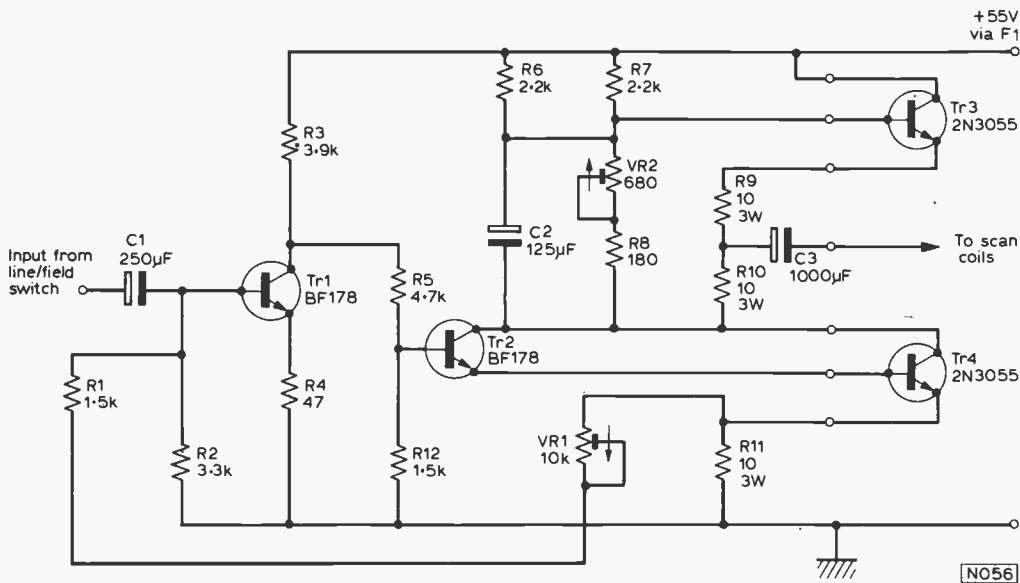 +55V
via F1
R6
2·2k
R7
2·2k
Tr3
2N3055
R3
3·9k
VR2
680
R9
10
3W
C2
125µF
Input from
line/field
switch
C1
250µF
R8
180
C3
1000µF
To scan
coils
Tr1
BF178
R5
4·7k
R10
10
3W
Tr2
BF178
Tr4
2N3055
R1
1·5k
R4
47
R2
3·3k
R12
1·5k
VR1
10k
R11
10
3W
N056